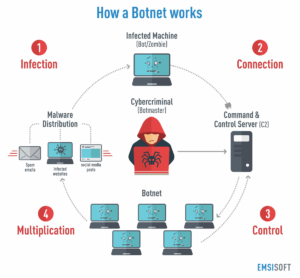 How a Botnet works
1
Infection
Infected Machine
(Bot/Zombie)
2
Connection
Malware
Distribution
Spam
emails
Infected
websites
social media
posts
Cybercriminal
(Botmaster)
Command &
Control Server (C2)
4
Multiplication
Botnet
3
Control
EMSISOFT